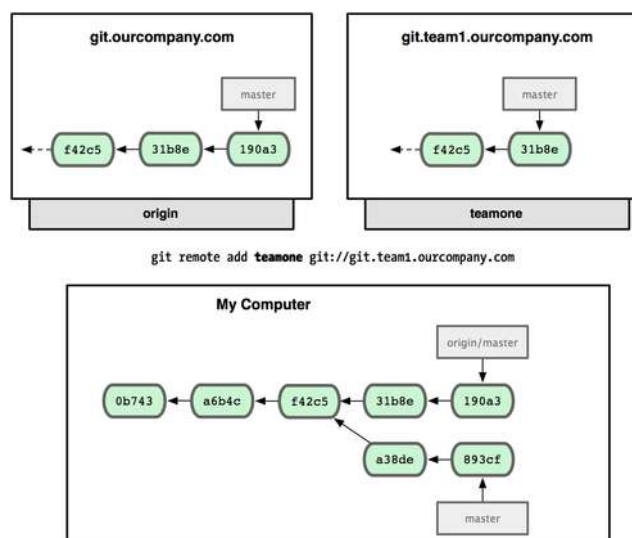 git.ourcompany.com
master
f42c5 31b8e 190a3
origin
git.team1.ourcompany.com
master
f42c5 31b8e
teamone
git remote add teamone git://git.team1.ourcompany.com
My Computer
origin/master
0b743 a6b4c f42c5 31b8e 190a3
a38de 893cf
master